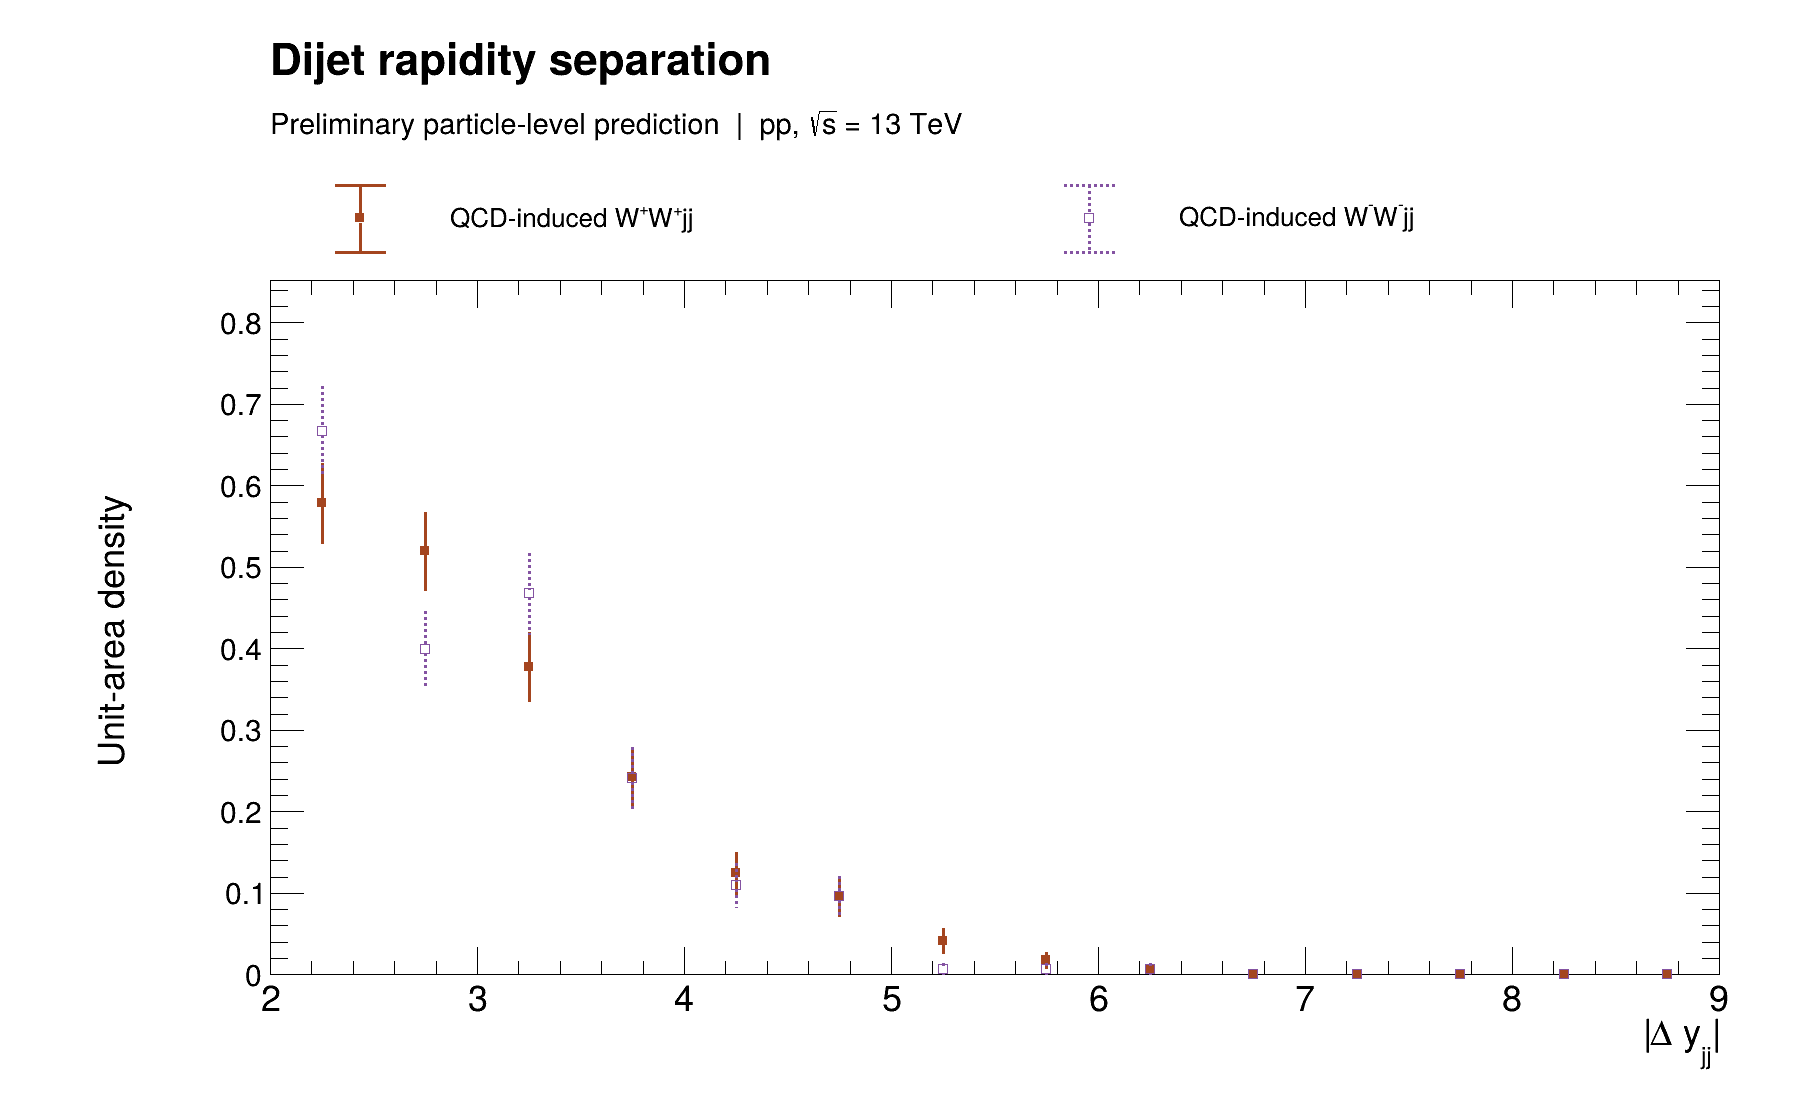 Dijet rapidity separation
Preliminary particle-level prediction | pp, √s = 13 TeV
QCD-induced W⁺W⁺jj
QCD-induced W⁻W⁻jj
Unit-area density
0.8
0.7
0.6
0.5
0.4
0.3
0.2
0.1
0
2 3 4 5 6 7 8 9
|Δ y_jj|